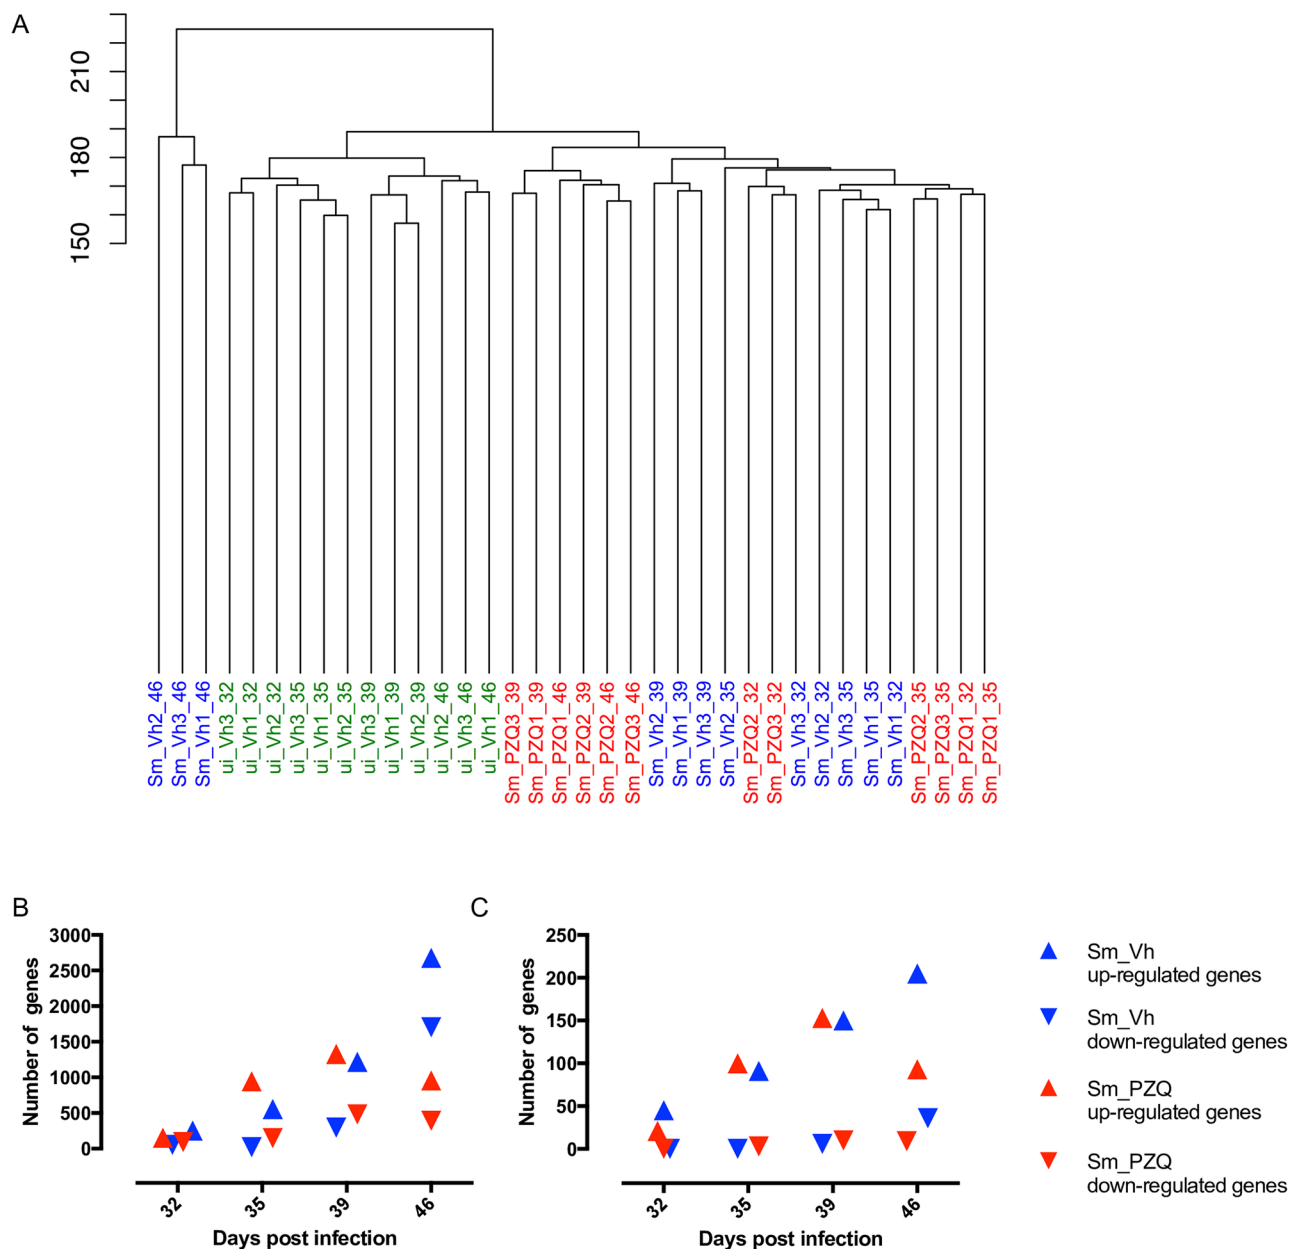 A
210
180
150
Sm_Vh2_46
Sm_Vh3_46
Sm_Vh1_46
ui_Vh3_32
ui_Vh1_32
ui_Vh2_32
ui_Vh3_35
ui_Vh1_35
ui_Vh2_35
ui_Vh3_39
ui_Vh1_39
ui_Vh2_39
ui_Vh2_46
ui_Vh3_46
ui_Vh1_46
Sm_PZQ3_39
Sm_PZQ1_39
Sm_PZQ1_46
Sm_PZQ2_39
Sm_PZQ2_46
Sm_PZQ3_46
Sm_Vh2_39
Sm_Vh1_39
Sm_Vh3_39
Sm_Vh2_35
Sm_PZQ2_32
Sm_PZQ3_32
Sm_Vh3_32
Sm_Vh2_32
Sm_Vh3_35
Sm_Vh1_35
Sm_Vh1_32
Sm_PZQ2_35
Sm_PZQ3_35
Sm_PZQ1_32
Sm_PZQ1_35
B
Number of genes
3000
2500
2000
1500
1000
500
0
32
35
39
46
Days post infection
C
Number of genes
250
200
150
100
50
0
32
35
39
46
Days post infection
Sm_Vh
up-regulated genes
Sm_Vh
down-regulated genes
Sm_PZQ
up-regulated genes
Sm_PZQ
down-regulated genes